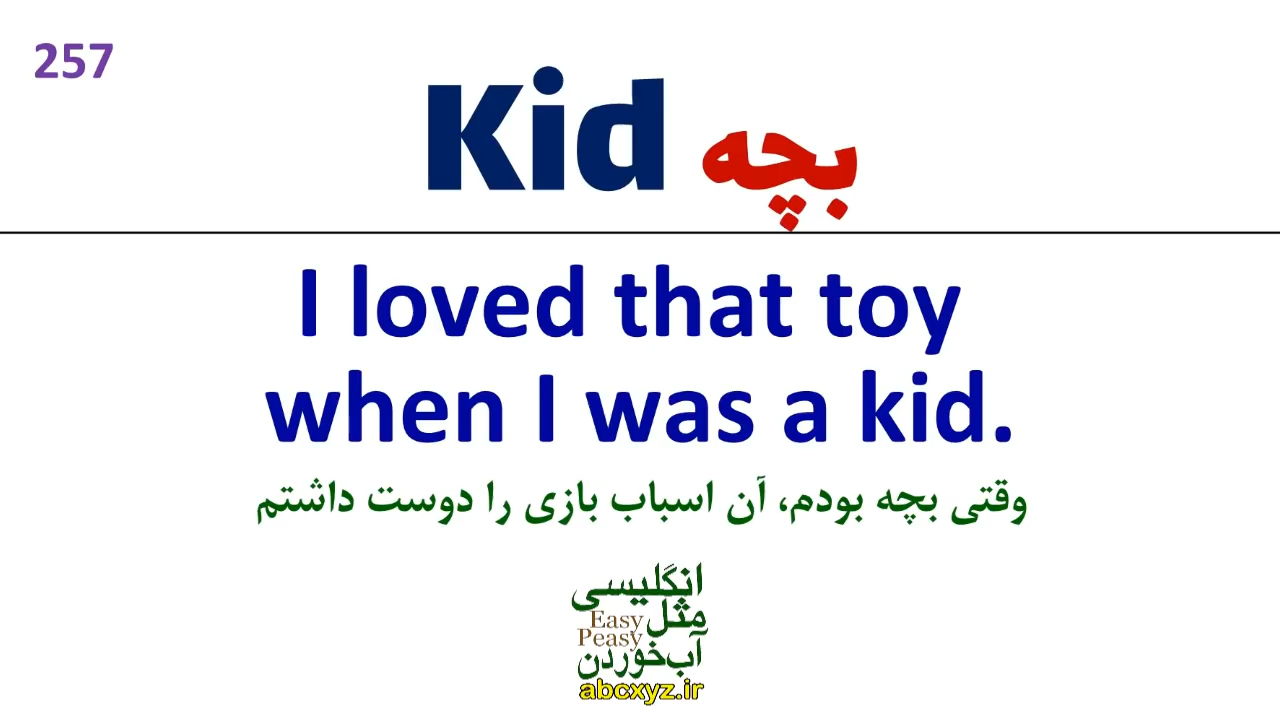 257
Kid بچه
I loved that toy
when I was a kid.
وقتی بچه بودم، آن اسباب بازی را دوست داشتم
انگلیسی
مثل
Easy
Peasy
آب‌خوردن
abcxyz.ir